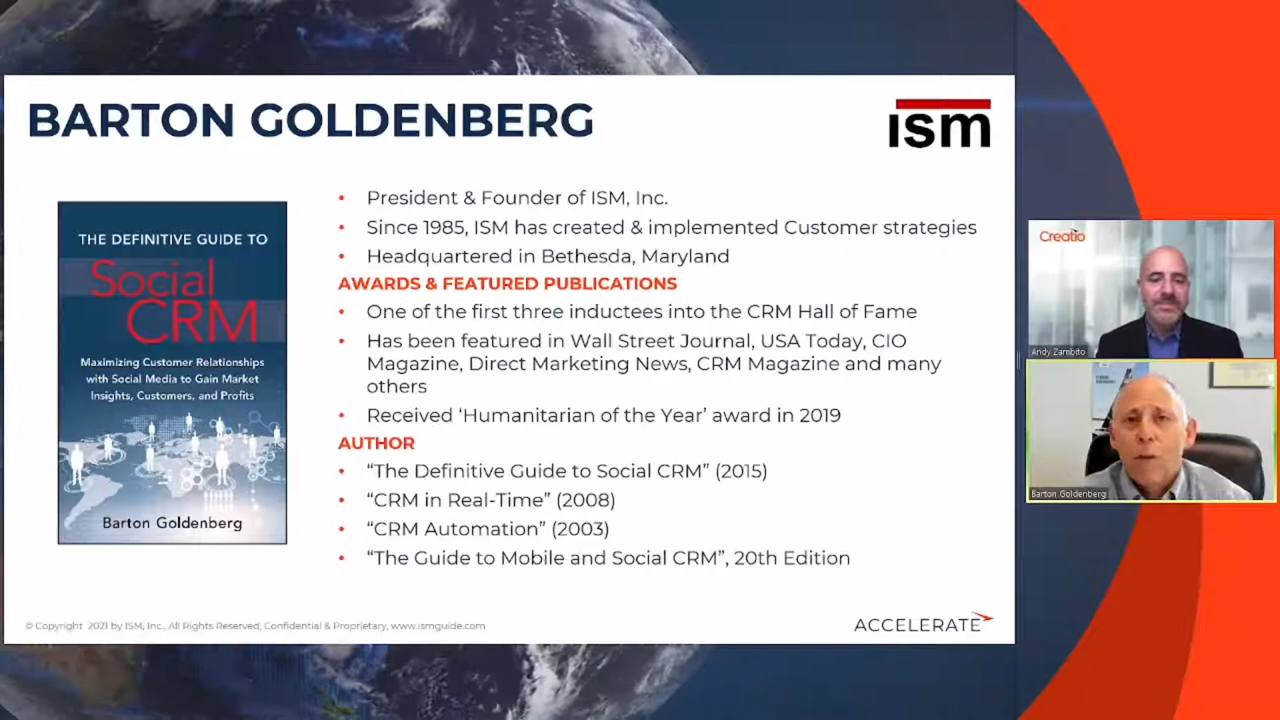 BARTON GOLDENBERG
ism
THE DEFINITIVE GUIDE TO
Social
CRM
Maximizing Customer Relationships
with Social Media to Gain Market
Insights, Customers, and Profits
Barton Goldenberg
• President & Founder of ISM, Inc.
• Since 1985, ISM has created & implemented Customer strategies
• Headquartered in Bethesda, Maryland
AWARDS & FEATURED PUBLICATIONS
• One of the first three inductees into the CRM Hall of Fame
• Has been featured in Wall Street Journal, USA Today, CIO
Magazine, Direct Marketing News, CRM Magazine and many
others
• Received ‘Humanitarian of the Year’ award in 2019
AUTHOR
• “The Definitive Guide to Social CRM” (2015)
• “CRM in Real-Time” (2008)
• “CRM Automation” (2003)
• “The Guide to Mobile and Social CRM”, 20th Edition
© Copyright 2021 by ISM, Inc., All Rights Reserved, Confidential & Proprietary, www.ismguide.com
ACCELERATE
Creatio
Andy Zambito
Barton Goldenberg